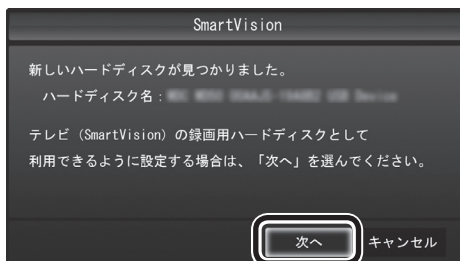 SmartVision
新しいハードディスクが見つかりました。
ハードディスク名：
テレビ（SmartVision）の録画用ハードディスクとして
利用できるように設定する場合は、「次へ」を選んでください。
次へ
キャンセル